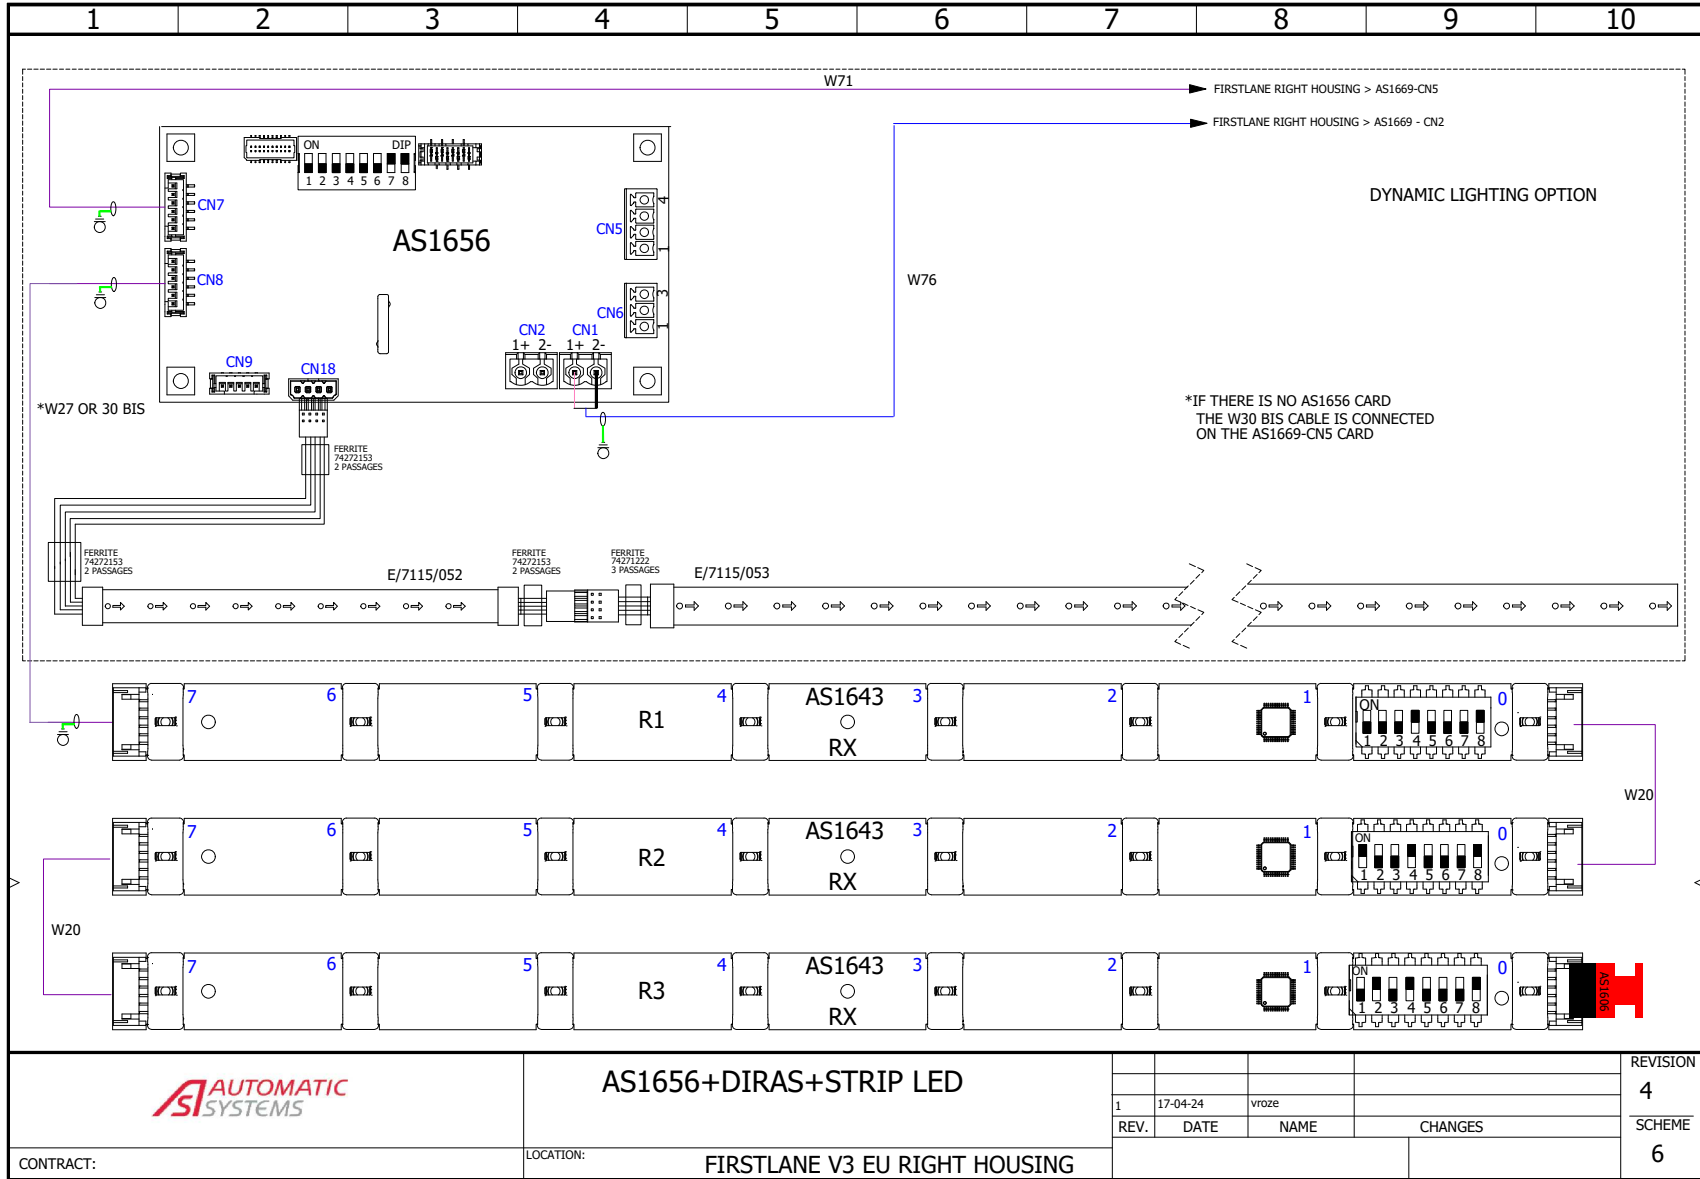 1 2 3 4 5 6 7 8 9 10
W71
FIRSTLANE RIGHT HOUSING > AS1669-CN5
FIRSTLANE RIGHT HOUSING > AS1669 - CN2
DYNAMIC LIGHTING OPTION
ON DIP
1 2 3 4 5 6 7 8
CN7
AS1656
CN5
4
1
CN8
W76
CN6
3
1
CN2 CN1
1+ 2- 1+ 2-
CN9
CN18
*W27 OR 30 BIS
*IF THERE IS NO AS1656 CARD
THE W30 BIS CABLE IS CONNECTED
ON THE AS1669-CN5 CARD
FERRITE
74272153
2 PASSAGES
FERRITE
74272153
2 PASSAGES
E/7115/052
FERRITE
74272153
2 PASSAGES
FERRITE
74271222
3 PASSAGES
E/7115/053
7 6 5 4 AS1643 3 2 1 0
R1
RX
ON
1 2 3 4 5 6 7 8
W20
7 6 5 4 AS1643 3 2 1 0
R2
RX
ON
1 2 3 4 5 6 7 8
W20
7 6 5 4 AS1643 3 2 1 0
R3
RX
ON
1 2 3 4 5 6 7 8
AS1606
AUTOMATIC
SYSTEMS
AS1656+DIRAS+STRIP LED
1 17-04-24 vroze
REV. DATE NAME CHANGES
REVISION
4
SCHEME
6
CONTRACT:
LOCATION:
FIRSTLANE V3 EU RIGHT HOUSING